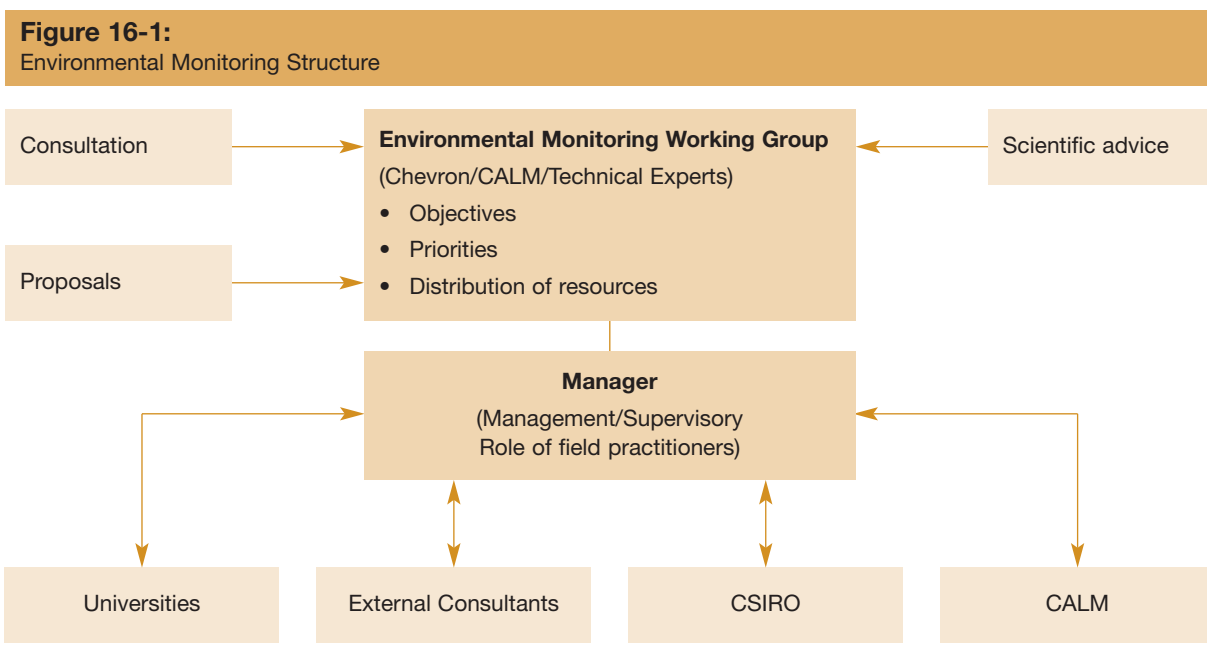 Figure 16-1:
Environmental Monitoring Structure
Consultation
Proposals
Environmental Monitoring Working Group
(Chevron/CALM/Technical Experts)
• Objectives
• Priorities
• Distribution of resources
Scientific advice
Manager
(Management/Supervisory
Role of field practitioners)
Universities
External Consultants
CSIRO
CALM